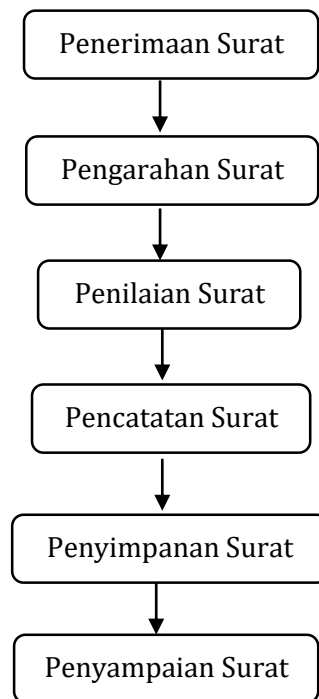 Penerimaan Surat
Pengarahan Surat
Penilaian Surat
Pencatatan Surat
Penyimpanan Surat
Penyampaian Surat